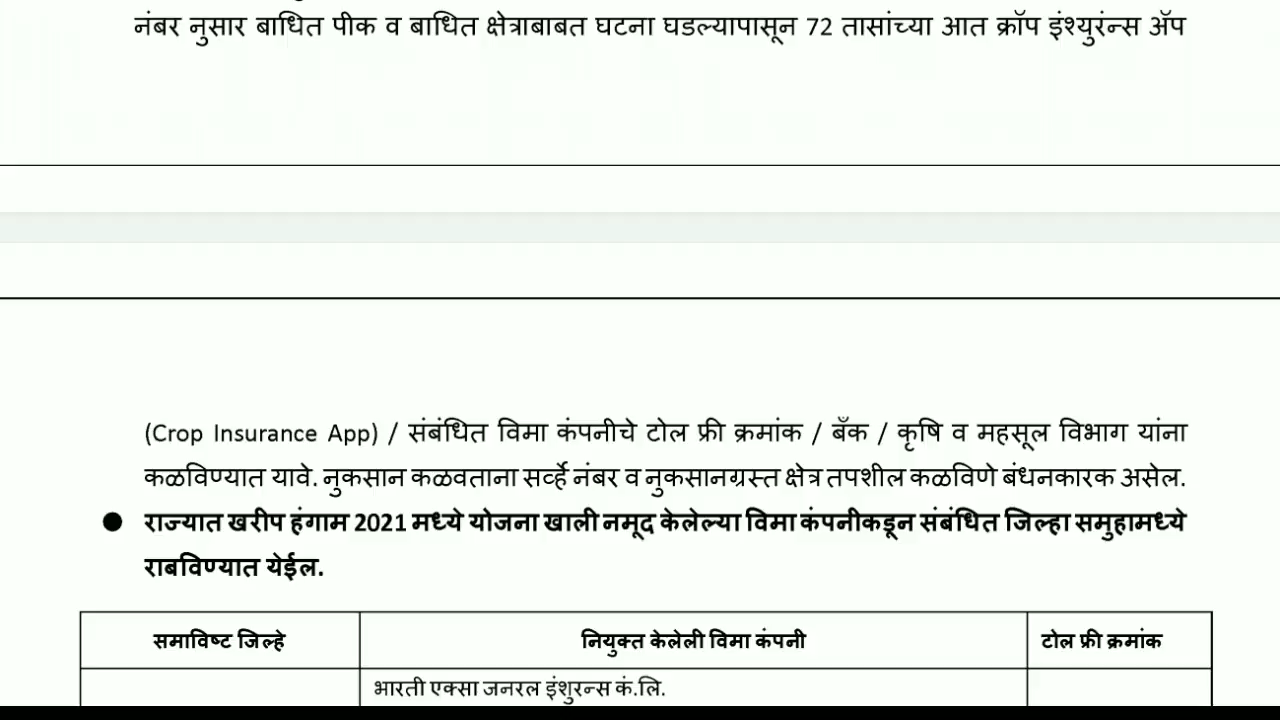 नंबर नुसार बाधित पीक व बाधित क्षेत्राबाबत घटना घडल्यापासून 72 तासांच्या आत क्रॉप इंश्युरंन्स ॲप
(Crop Insurance App) / संबंधित विमा कंपनीचे टोल फ्री क्रमांक / बँक / कृषि व महसूल विभाग यांना
कळविण्यात यावे. नुकसान कळवताना सर्व्हे नंबर व नुकसानग्रस्त क्षेत्र तपशील कळविणे बंधनकारक असेल.
● राज्यात खरीप हंगाम 2021 मध्ये योजना खाली नमूद केलेल्या विमा कंपनीकडून संबंधित जिल्हा समुहामध्ये
राबविण्यात येईल.
समाविष्ट जिल्हे नियुक्त केलेली विमा कंपनी टोल फ्री क्रमांक
भारती एक्सा जनरल इंशुरन्स कं.लि.